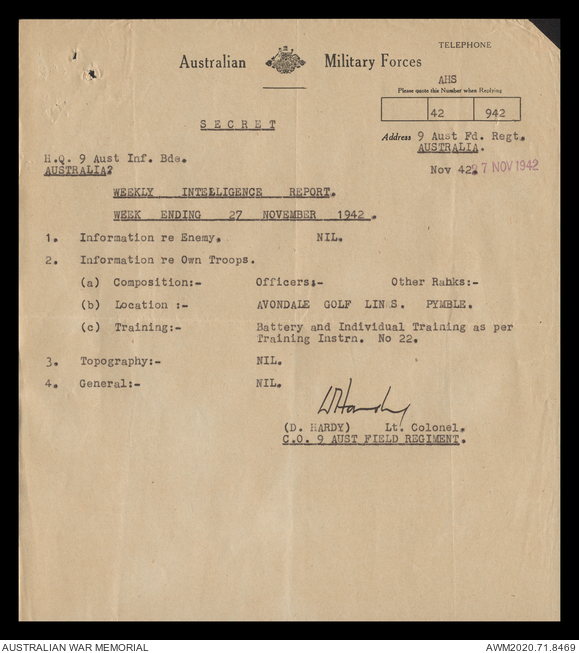 TELEPHONE
Australian Military Forces
AHS
Please quote this Number when Replying
42 942
S E C R E T
Address 9 Aust Fd. Regt.
AUSTRALIA.
H.Q. 9 Aust Inf. Bde.
AUSTRALIA?
Nov 42. 27 NOV 1942
WEEKLY INTELLIGENCE REPORT.
WEEK ENDING 27 NOVEMBER 1942.
1. Information re Enemy. NIL.
2. Information re Own Troops.
(a) Composition:- Officers:- Other Rahks:-
(b) Location :- AVONDALE GOLF LINKS. PYMBLE.
(c) Training:- Battery and Individual Training as per
Training Instrn. No 22.
3. Topography:- NIL.
4. General:- NIL.
D Hardy
(D. HARDY) Lt. Colonel.
C.O. 9 AUST FIELD REGIMENT.
AUSTRALIAN WAR MEMORIAL AWM2020.71.8469